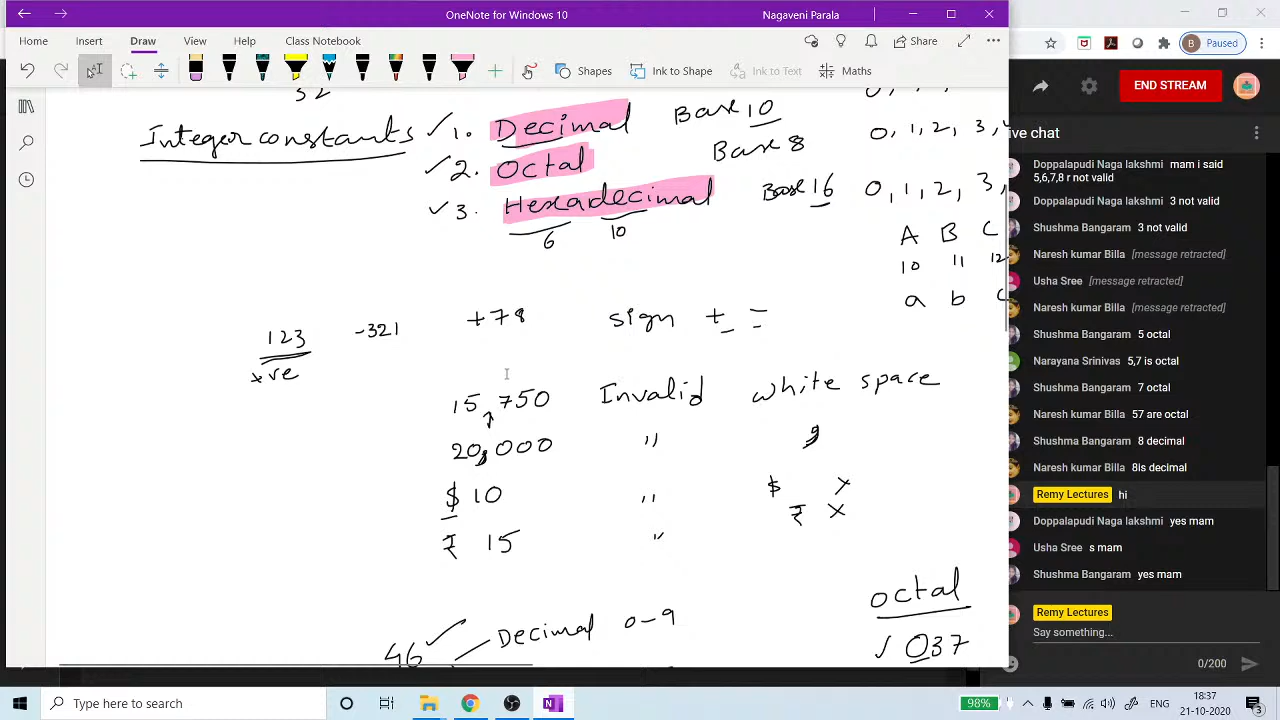 OneNote for Windows 10
Nagaveni Parala
Home Insert Draw View Help Class Notebook
Share
Shapes Ink to Shape Ink to Text Maths
32
Integer constants
✓ 1. Decimal Base 10
✓ 2. Octal Base 8 0, 1, 2, 3,
✓ 3. Hexadecimal Base 16 0, 1, 2, 3,
6 10
A B C
10 11 12
a b c
123 -321 +78 sign + -
+ve
15 750 Invalid white space
20,000 " ,
$ 10 " $ x
₹ 15 " ₹ x
octal
Decimal 0-9
46 ✓
✓ 037
B Paused
END STREAM
ive chat
Doppalapudi Naga lakshmi mam i said
5,6,7,8 r not valid
Doppalapudi Naga lakshmi 3 not valid
Shushma Bangaram 3 not valid
Naresh kumar Billa [message retracted]
Usha Sree [message retracted]
Naresh kumar Billa [message retracted]
Shushma Bangaram 5 octal
Narayana Srinivas 5,7 is octal
Shushma Bangaram 7 octal
Naresh kumar Billa 57 are octal
Shushma Bangaram 8 decimal
Naresh kumar Billa 8is decimal
Remy Lectures hi
Doppalapudi Naga lakshmi yes mam
Usha Sree s mam
Shushma Bangaram yes mam
Remy Lectures
Say something...
0/200
Type here to search
98%
ENG
18:37
21-10-2020
3